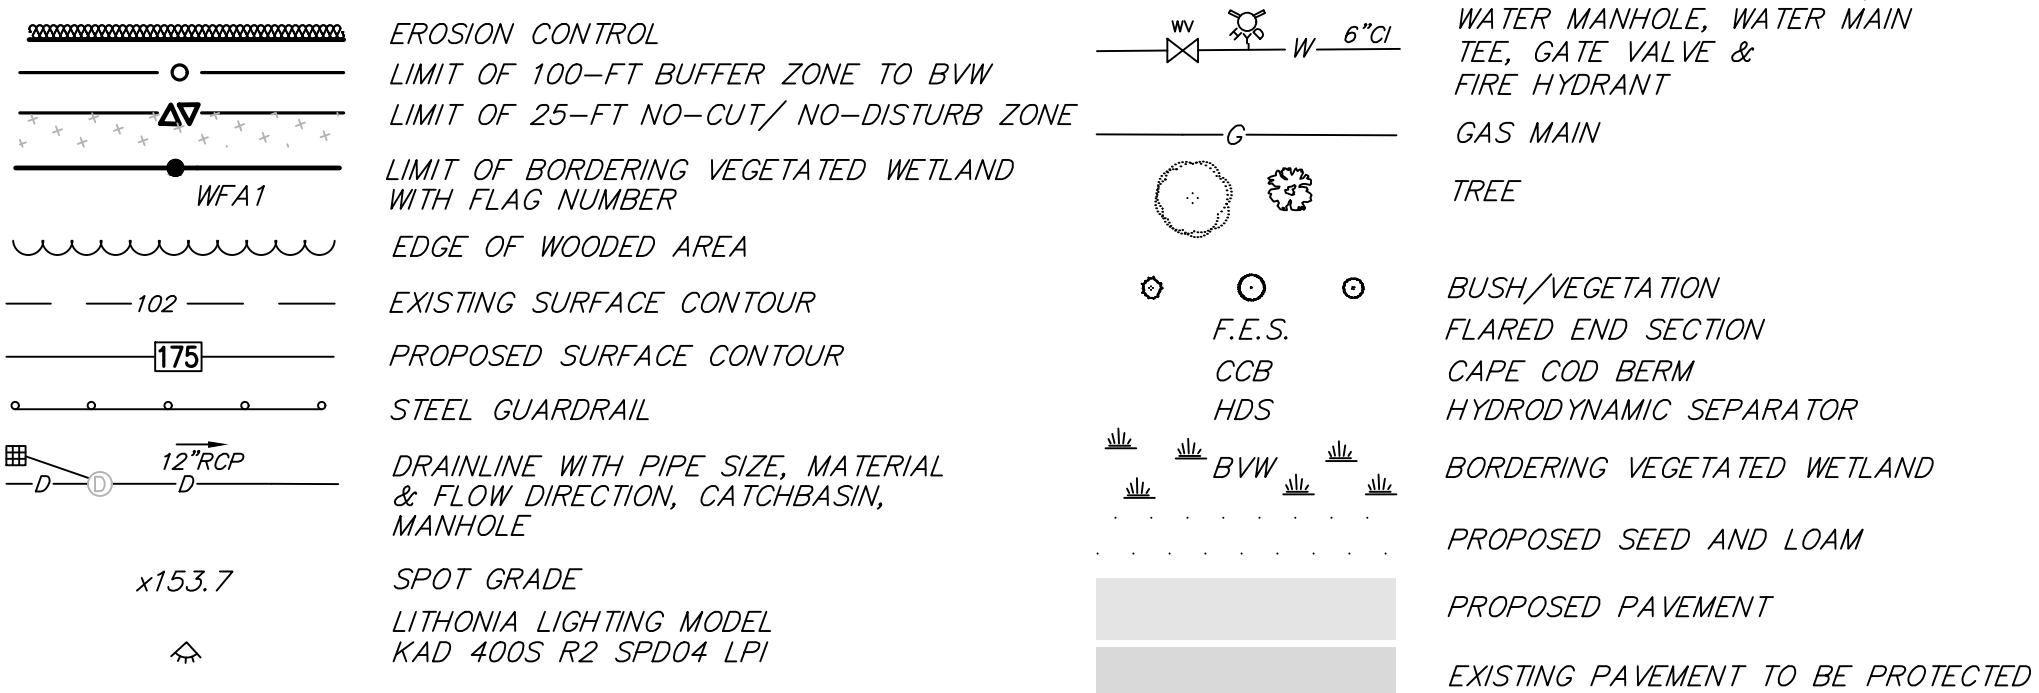 EROSION CONTROL
LIMIT OF 100-FT BUFFER ZONE TO BVW
LIMIT OF 25-FT NO-CUT/ NO-DISTURB ZONE
WFA1
LIMIT OF BORDERING VEGETATED WETLAND
WITH FLAG NUMBER
EDGE OF WOODED AREA
102
EXISTING SURFACE CONTOUR
175
PROPOSED SURFACE CONTOUR
STEEL GUARDRAIL
12"RCP
D D D
DRAINLINE WITH PIPE SIZE, MATERIAL
& FLOW DIRECTION, CATCHBASIN,
MANHOLE
x153.7
SPOT GRADE
LITHONIA LIGHTING MODEL
KAD 400S R2 SPD04 LPI
WV
W 6"CI
WATER MANHOLE, WATER MAIN
TEE, GATE VALVE &
FIRE HYDRANT
G
GAS MAIN
TREE
BUSH/VEGETATION
F.E.S.
FLARED END SECTION
CCB
CAPE COD BERM
HDS
HYDRODYNAMIC SEPARATOR
BVW
BORDERING VEGETATED WETLAND
PROPOSED SEED AND LOAM
PROPOSED PAVEMENT
EXISTING PAVEMENT TO BE PROTECTED